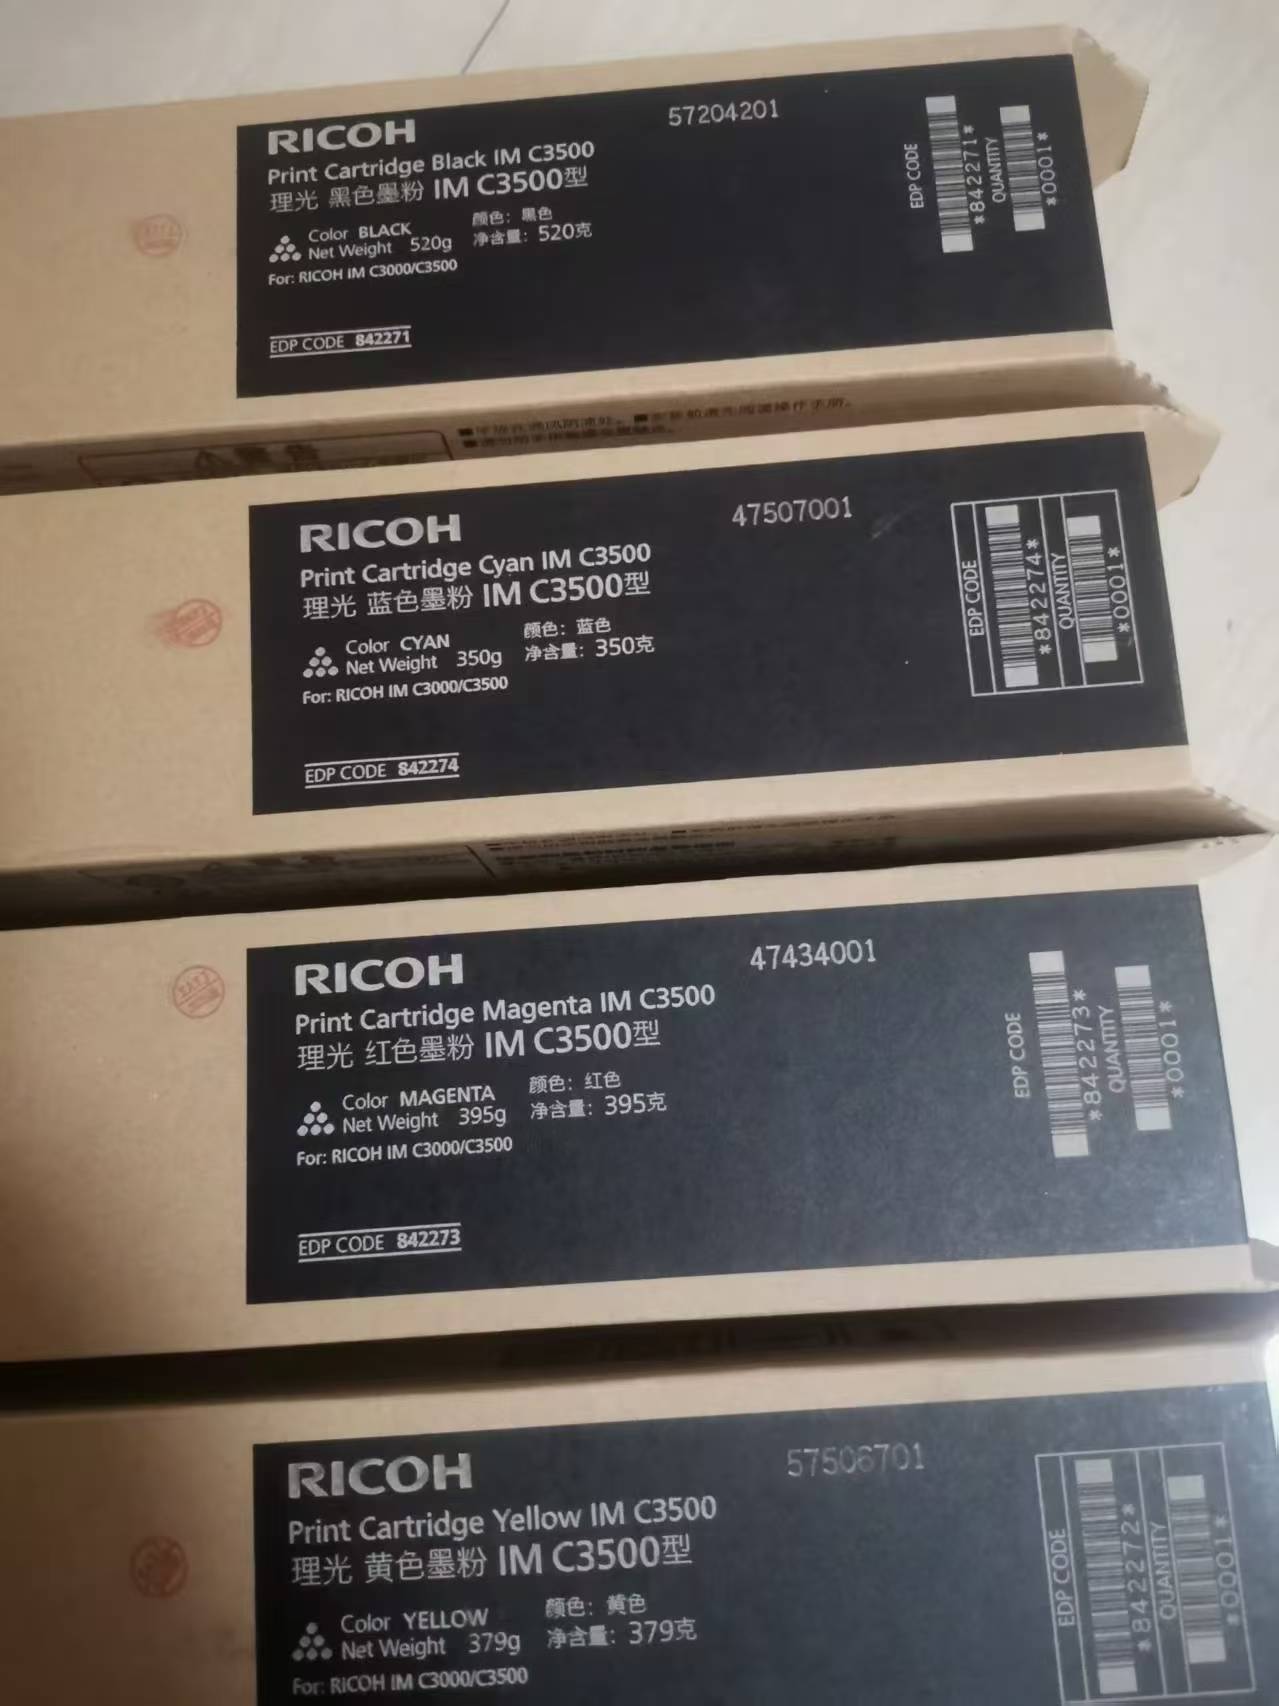 RICOH
57204201
Print Cartridge Black IM C3500
理光 黑色墨粉 IM C3500型
Color BLACK 颜色：黑色
Net Weight 520g 净含量：520克
For: RICOH IM C3000/C3500
EDP CODE 842271
EDP CODE
*842271*
QUANTITY
*0001*
警告
RICOH
47507001
Print Cartridge Cyan IM C3500
理光 蓝色墨粉 IM C3500型
Color CYAN 颜色：蓝色
Net Weight 350g 净含量：350克
For: RICOH IM C3000/C3500
EDP CODE 842274
EDP CODE
*842274*
QUANTITY
*0001*
RICOH
47434001
Print Cartridge Magenta IM C3500
理光 红色墨粉 IM C3500型
Color MAGENTA 颜色：红色
Net Weight 395g 净含量：395克
For: RICOH IM C3000/C3500
EDP CODE 842273
EDP CODE
*842273*
QUANTITY
*0001*
RICOH
57506701
Print Cartridge Yellow IM C3500
理光 黄色墨粉 IM C3500型
Color YELLOW 颜色：黄色
Net Weight 379g 净含量：379克
For: RICOH IM C3000/C3500
EDP CODE
*842272*
QUANTITY
*0001*